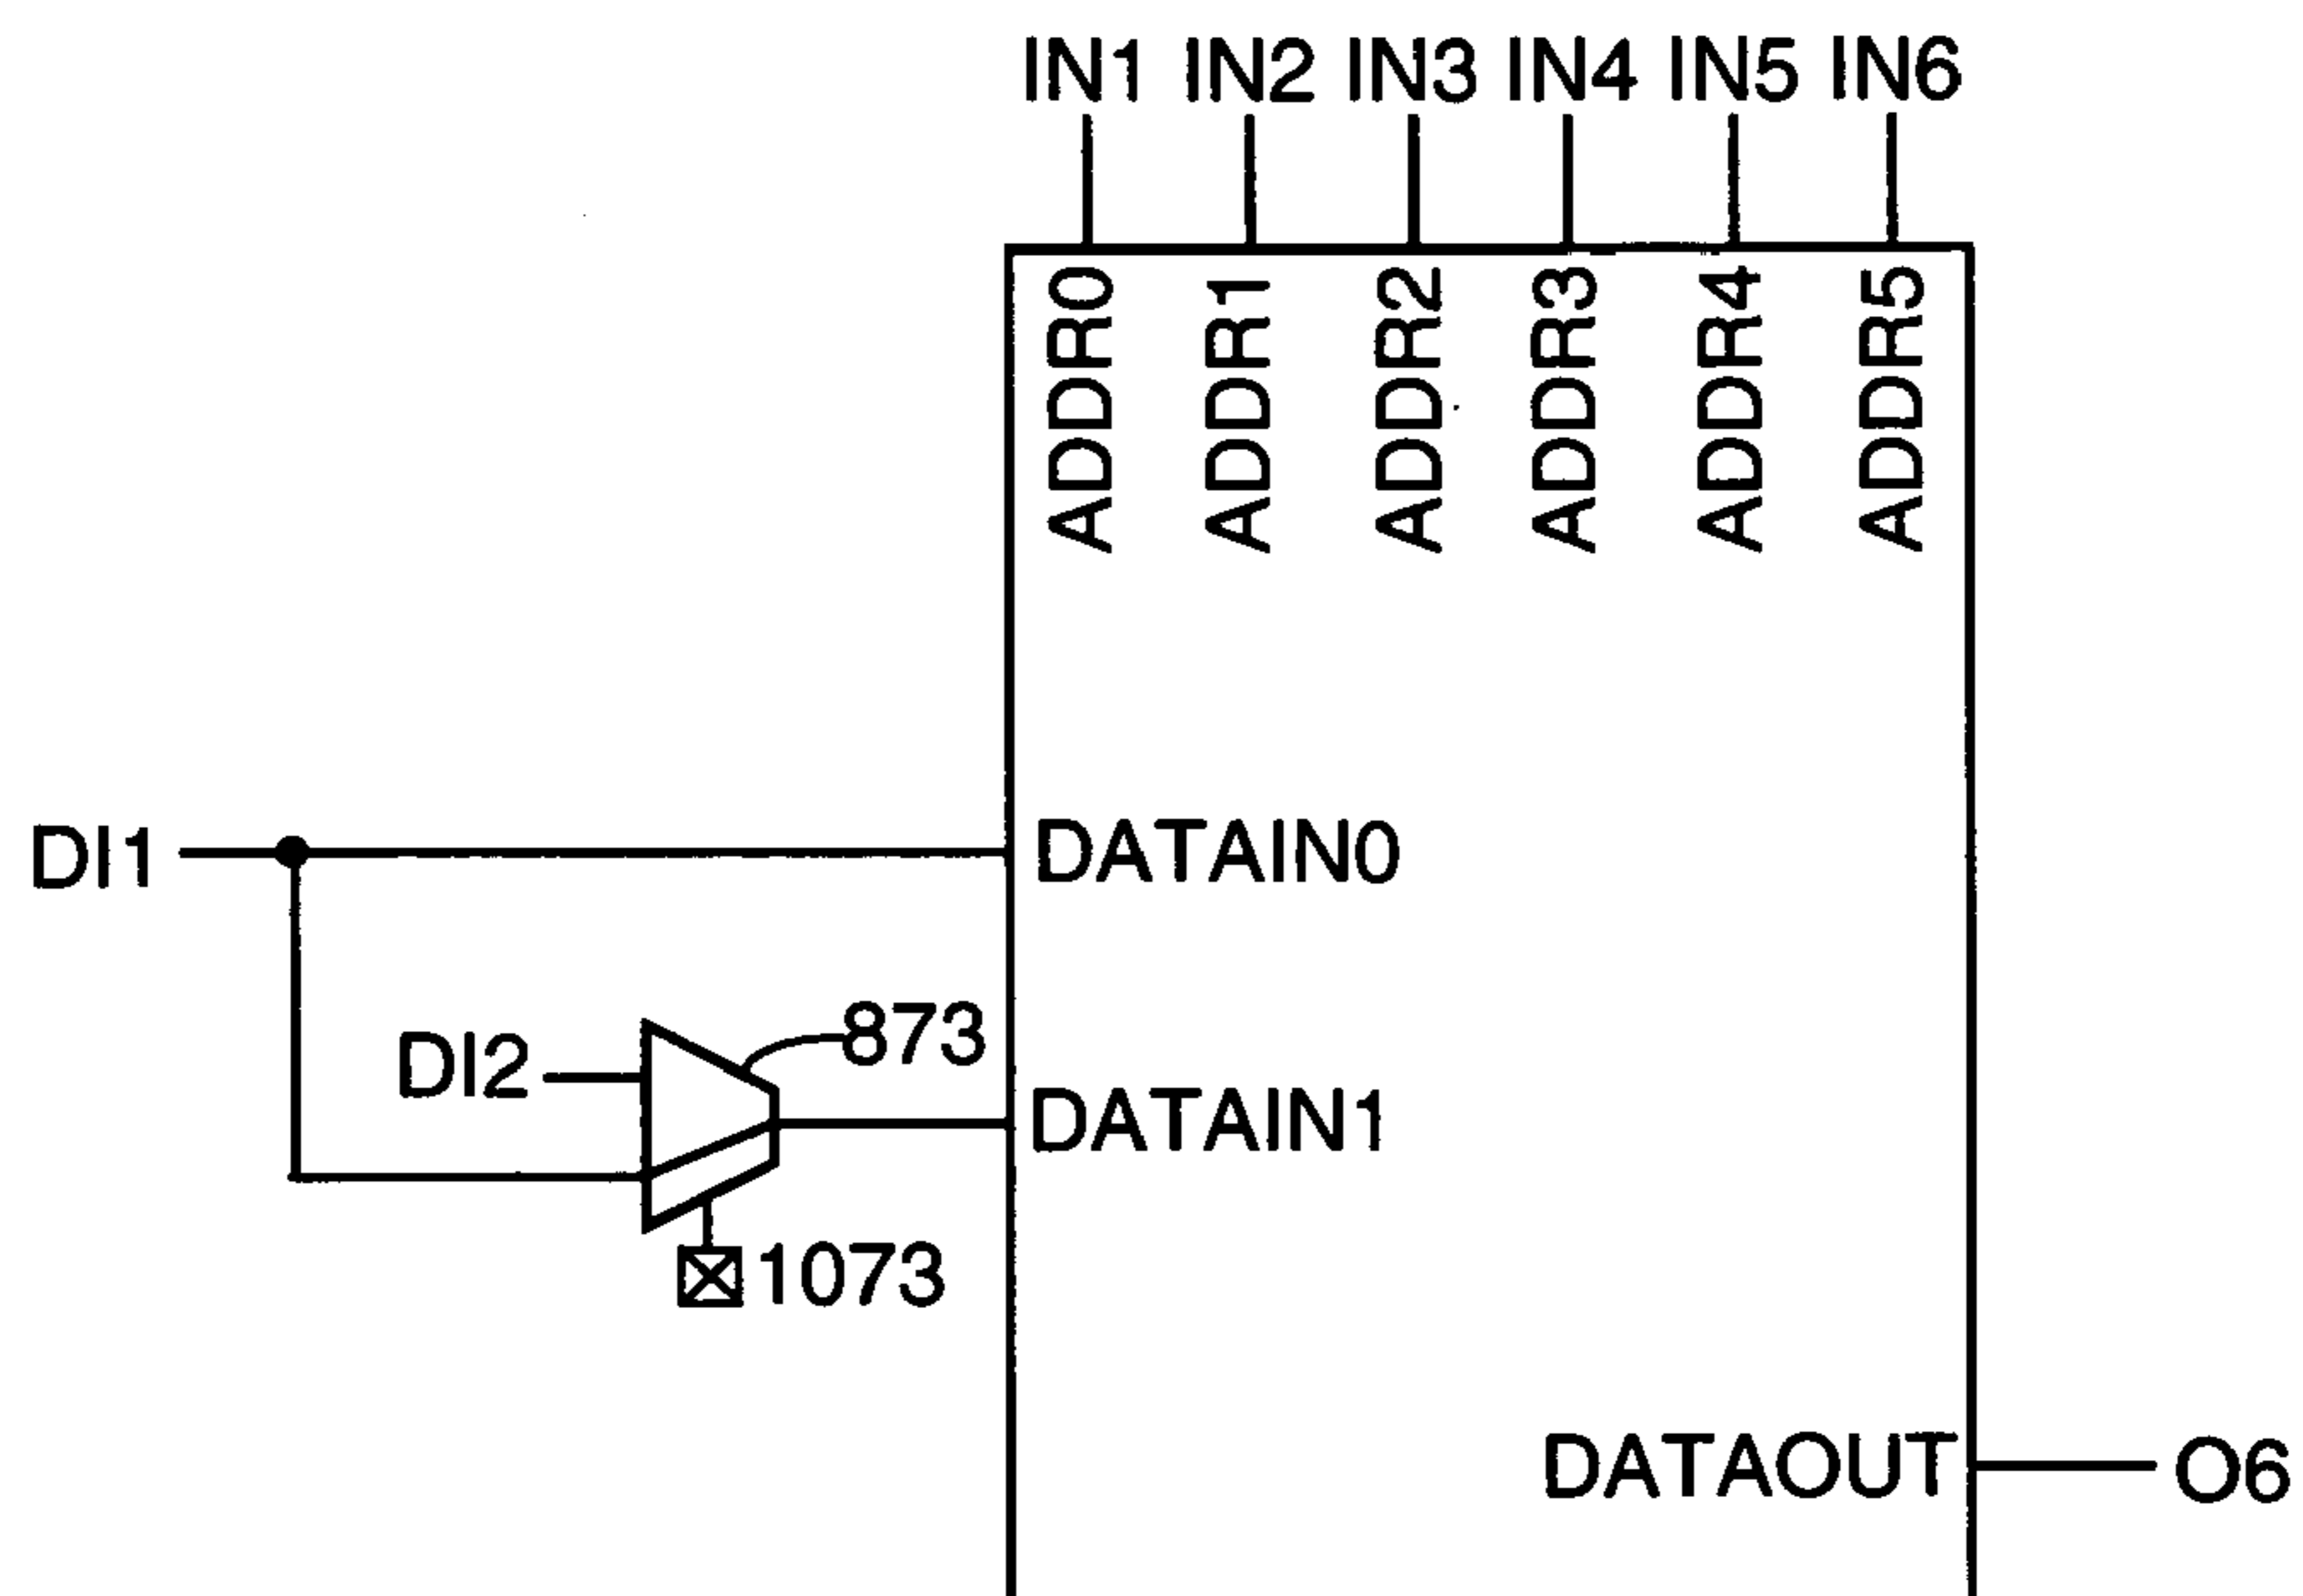 IN1 IN2 IN3 IN4 IN5 IN6
ADDR0
ADDR1
ADDR2
ADDR3
ADDR4
ADDR5
DI1
DATAIN0
873
DI2
DATAIN1
1073
DATAOUT
O6